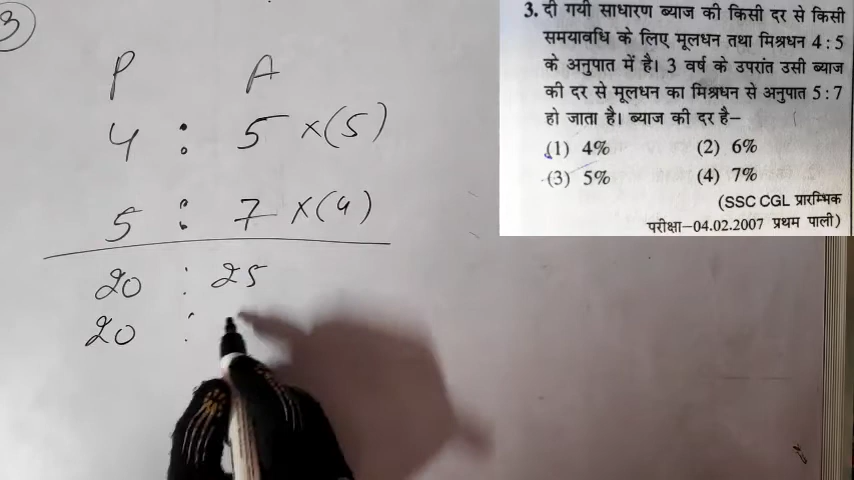 3
P A
4 : 5 ×(5)
5 : 7 ×(4)
20 : 25
20 :
3. दी गयी साधारण ब्याज की किसी दर से किसी
समयावधि के लिए मूलधन तथा मिश्रधन 4 : 5
के अनुपात में है। 3 वर्ष के उपरांत उसी ब्याज
की दर से मूलधन का मिश्रधन से अनुपात 5 : 7
हो जाता है। ब्याज की दर है–
(1) 4% (2) 6%
(3) 5% (4) 7%
(SSC CGL प्रारम्भिक
परीक्षा–04.02.2007 प्रथम पाली)